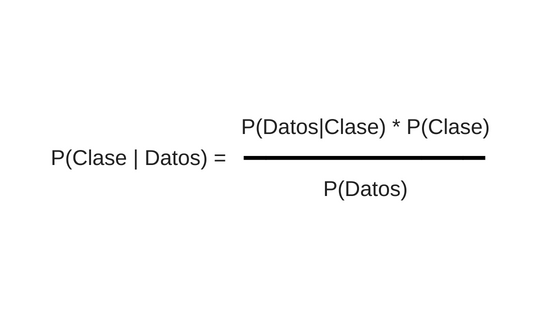 P(Datos|Clase) * P(Clase)
P(Clase | Datos) =
P(Datos)